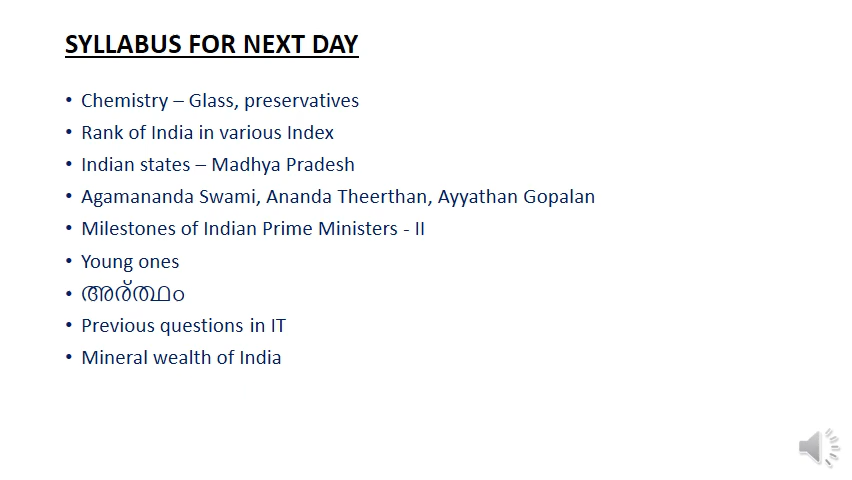 SYLLABUS FOR NEXT DAY
• Chemistry – Glass, preservatives
• Rank of India in various Index
• Indian states – Madhya Pradesh
• Agamananda Swami, Ananda Theerthan, Ayyathan Gopalan
• Milestones of Indian Prime Ministers - II
• Young ones
• അര്ത്ഥം
• Previous questions in IT
• Mineral wealth of India